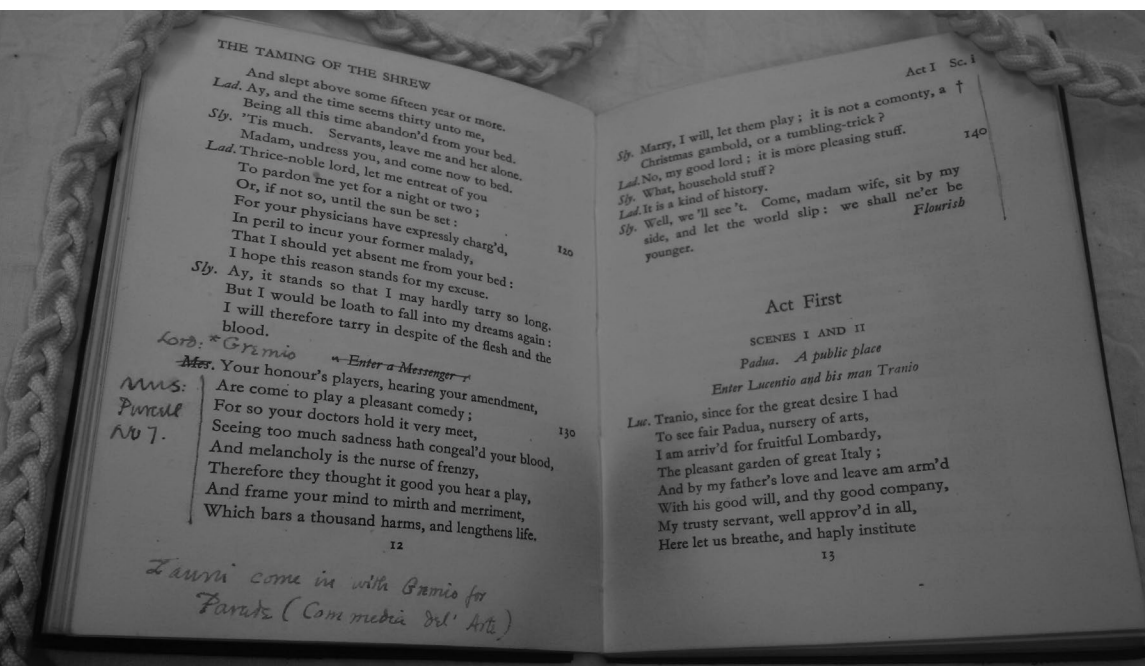 THE TAMING OF THE SHREW
And slept above some fifteen year or more.
Lad. Ay, and the time seems thirty unto me,
Being all this time abandon'd from your bed.
Sly. 'Tis much. Servants, leave me and her alone.
Madam, undress you, and come now to bed.
Lad. Thrice-noble lord, let me entreat of you
To pardon me yet for a night or two;
Or, if not so, until the sun be set:
For your physicians have expressly charg'd,
In peril to incur your former malady, 120
That I should yet absent me from your bed:
I hope this reason stands for my excuse.
Sly. Ay, it stands so that I may hardly tarry so long.
But I would be loath to fall into my dreams again:
I will therefore tarry in despite of the flesh and the
blood.
Lord: * Gremio
Enter a Messenger
Mes. Your honour's players, hearing your amendment,
Are come to play a pleasant comedy;
For so your doctors hold it very meet,
Seeing too much sadness hath congeal'd your blood, 130
And melancholy is the nurse of frenzy,
Therefore they thought it good you hear a play,
And frame your mind to mirth and merriment,
Which bars a thousand harms, and lengthens life.
Mus:
Purcell
No 7.
12
Zanni come in with Gremio for
Parade (Commedia del' Arte)
Act I Sc. i
Sly. Marry, I will, let them play; it is not a comonty, a †
Christmas gambold, or a tumbling-trick?
Lad. No, my good lord; it is more pleasing stuff.
Sly. What, household stuff? 140
Lad. It is a kind of history.
Sly. Well, we'll see't. Come, madam wife, sit by my
side, and let the world slip: we shall ne'er be
younger. Flourish
Act First
SCENES I AND II
Padua. A public place
Enter Lucentio and his man Tranio
Luc. Tranio, since for the great desire I had
To see fair Padua, nursery of arts,
I am arriv'd for fruitful Lombardy,
The pleasant garden of great Italy;
And by my father's love and leave am arm'd
With his good will, and thy good company,
My trusty servant, well approv'd in all,
Here let us breathe, and haply institute
13